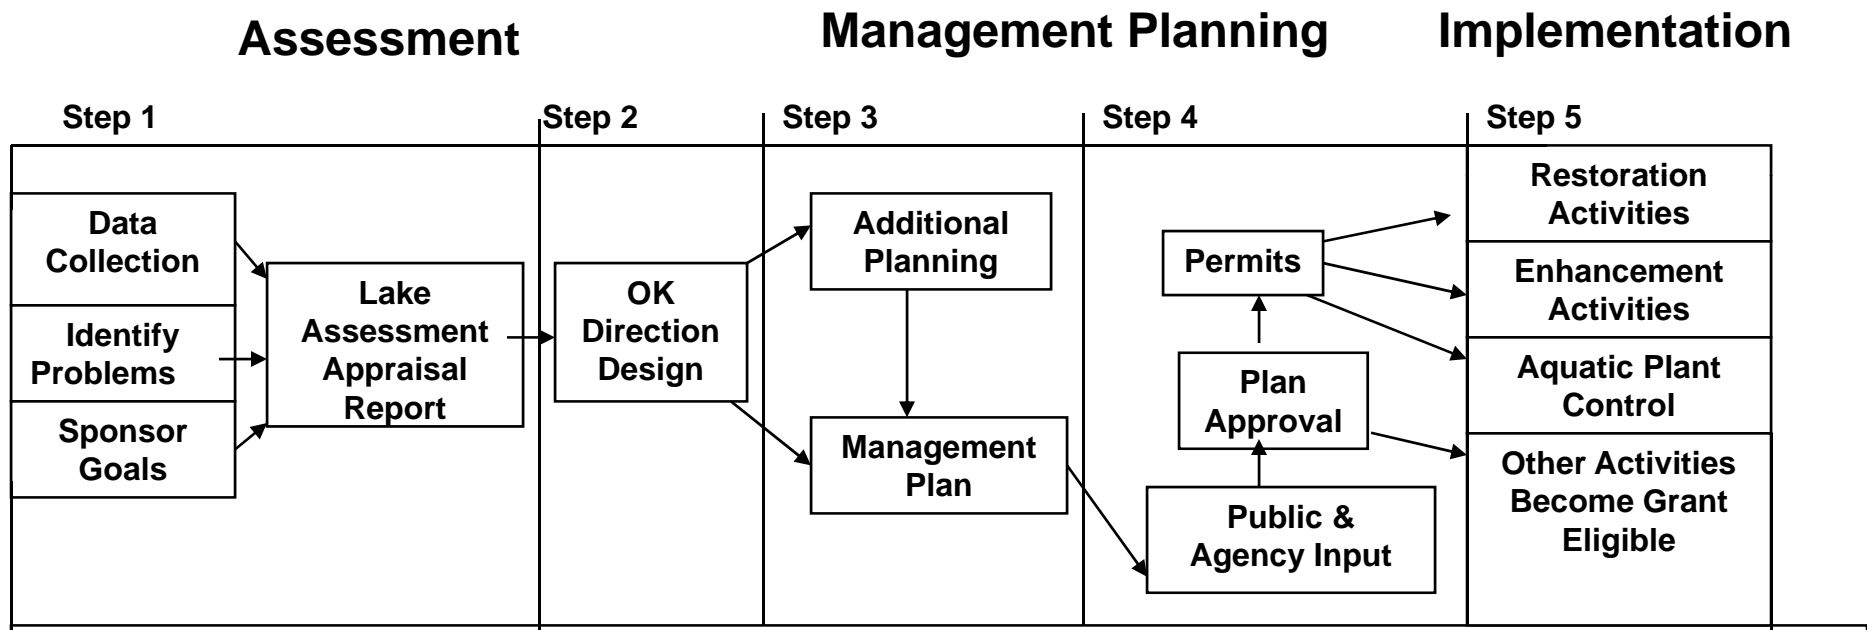 Assessment
Management Planning
Implementation
Step 1
Step 2
Step 3
Step 4
Step 5
Data
Collection
Identify
Problems
Sponsor
Goals
Lake
Assessment
Appraisal
Report
OK
Direction
Design
Additional
Planning
Management
Plan
Permits
Plan
Approval
Public &
Agency Input
Restoration
Activities
Enhancement
Activities
Aquatic Plant
Control
Other Activities
Become Grant
Eligible